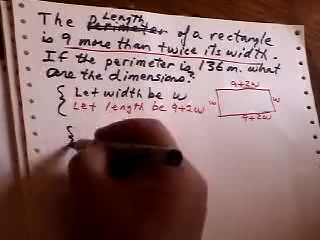 Length
The Perimeter of a rectangle
is 9 more than twice its width.
If the perimeter is 136 m. what
are the dimensions?
Let width be w
Let length be 9+2w
9+2w
w w
9+2w